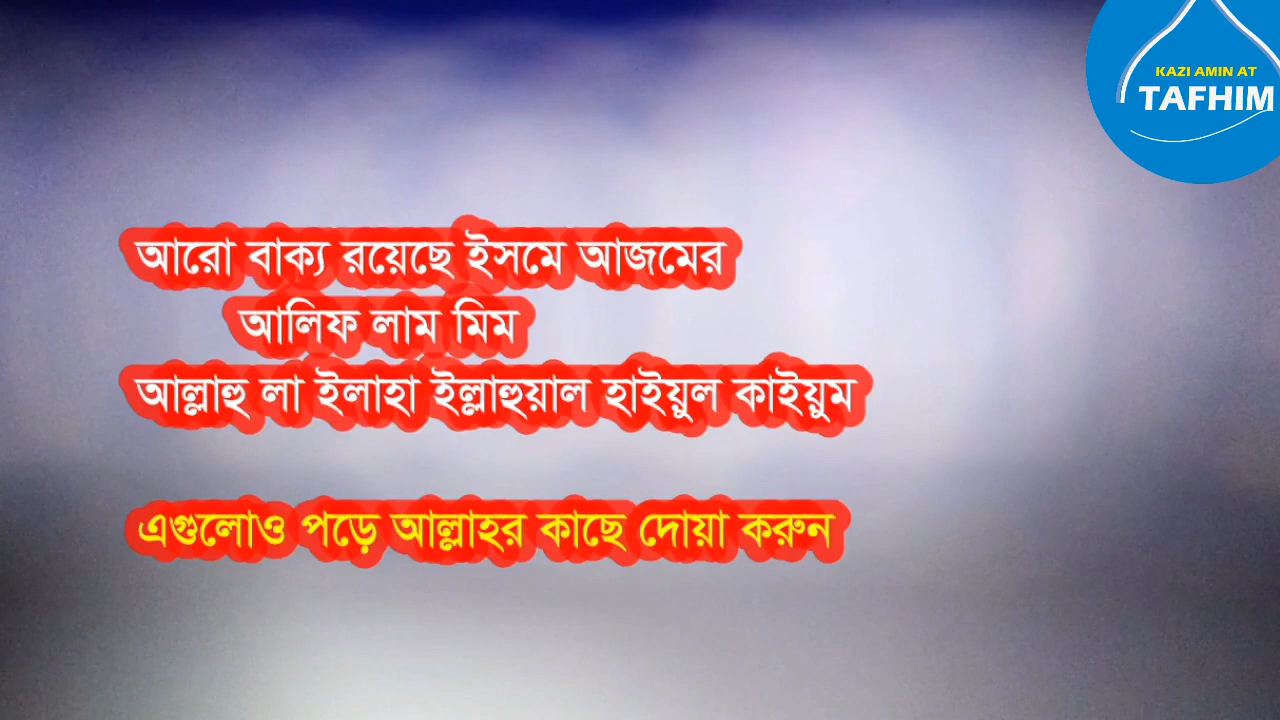 KAZI AMIN AT
TAFHIM
আরো বাক্য রয়েছে ইসমে আজমের
আলিফ লাম মিম
আল্লাহু লা ইলাহা ইল্লাহুয়াল হাইয়ুল কাইয়ুম
এগুলোও পড়ে আল্লাহর কাছে দোয়া করুন